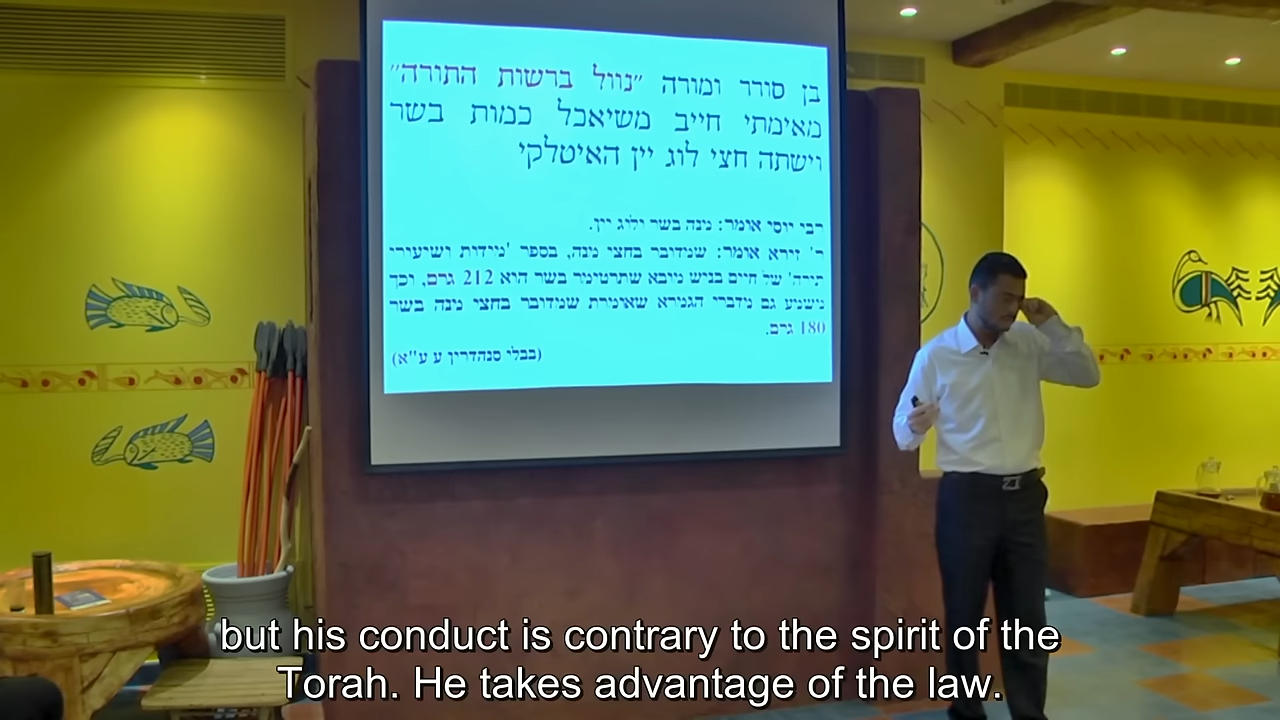 בן סורר ומורה "נוול ברשות התורה"
מאימתי חייב משיאכל כמות בשר
וישתה חצי לוג יין האיטלקי
רבי יוסי אומר: מנה בשר ולוג יין.
ר' זירא אומר: שמדובר בחצי מנה, בספר 'מידות ושיעורי
תורה' של חיים בניש מובא שתרטימר בשר הוא 212 גרם, וכך
משמע גם מדברי הגמרא שאומרת שמדובר בחצי מנה בשר
180 גרם.
(בבלי סנהדרין ע ע"א)
but his conduct is contrary to the spirit of the
Torah. He takes advantage of the law.